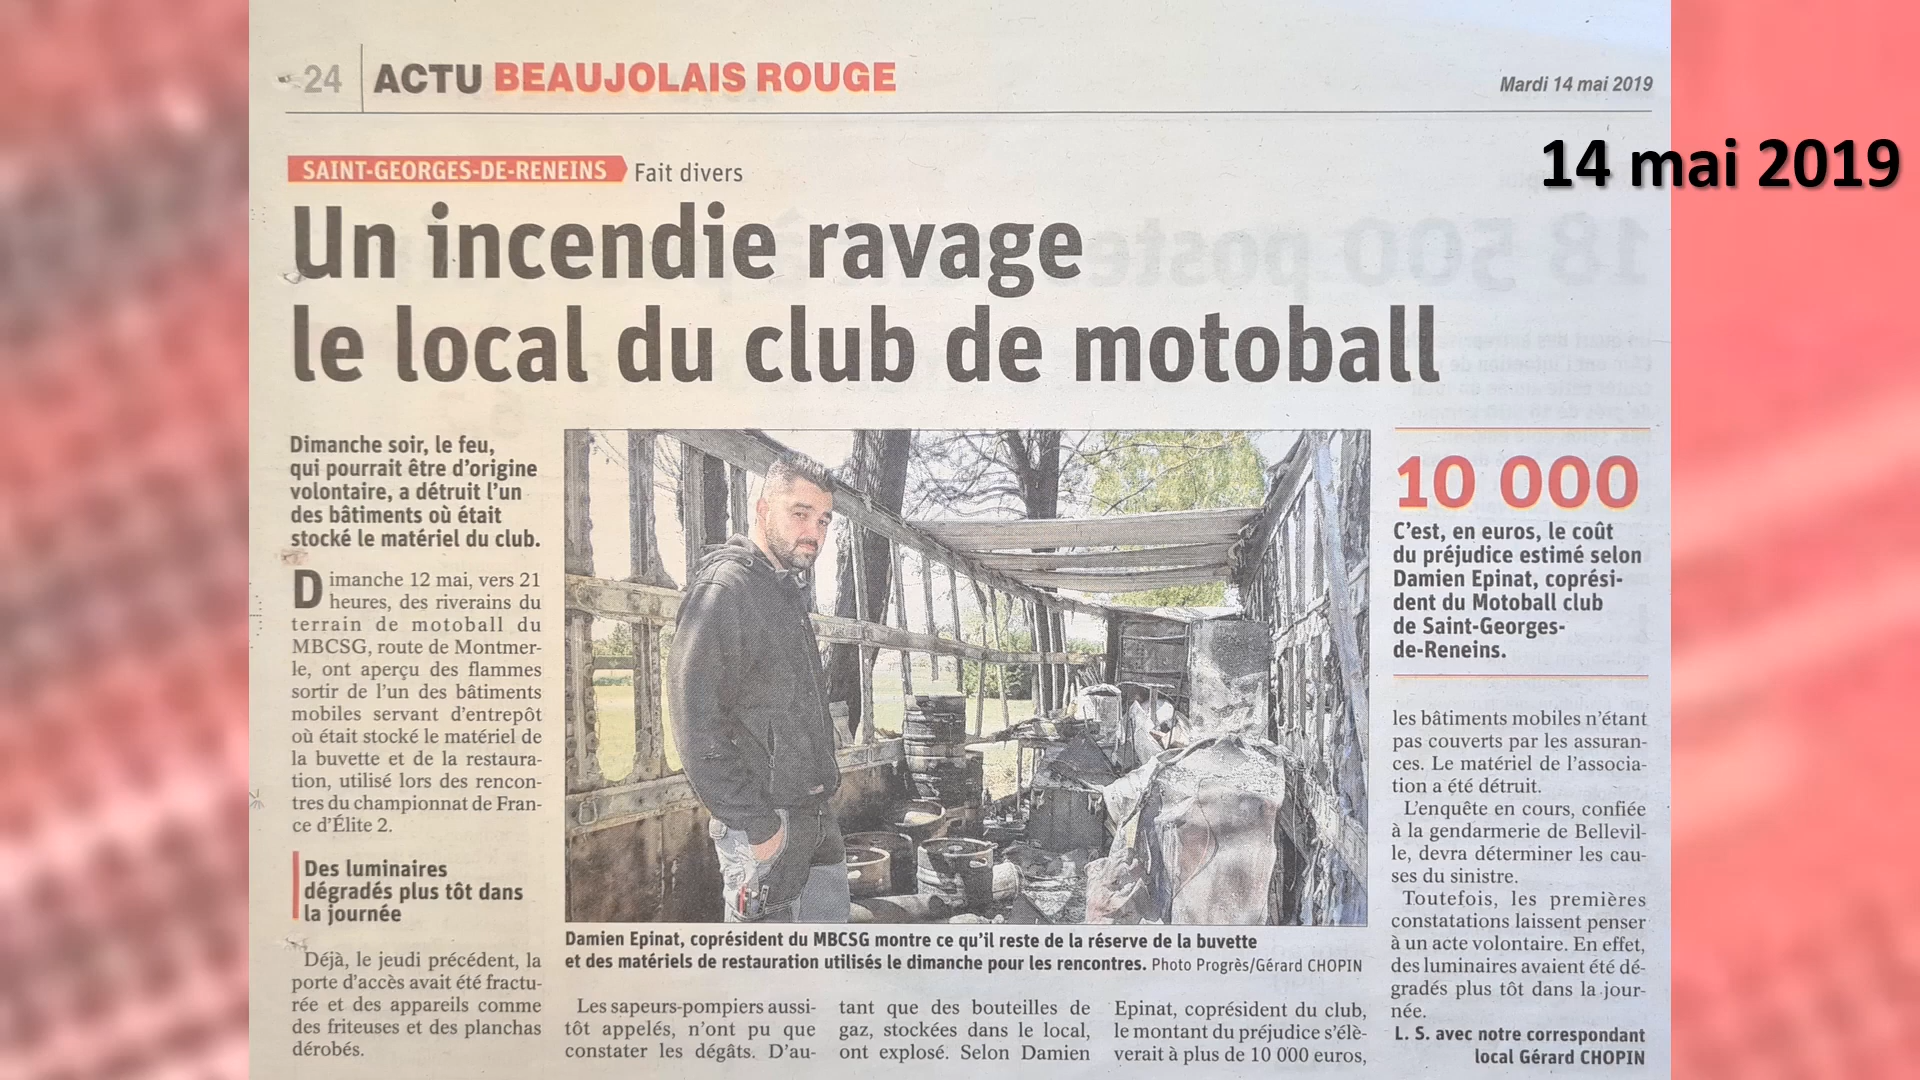 24 ACTU BEAUJOLAIS ROUGE
Mardi 14 mai 2019
14 mai 2019
SAINT-GEORGES-DE-RENEINS Fait divers
Un incendie ravage
le local du club de motoball
Dimanche soir, le feu,
qui pourrait être d'origine
volontaire, a détruit l'un
des bâtiments où était
stocké le matériel du club.
Dimanche 12 mai, vers 21
heures, des riverains du
terrain de motoball du
MBCSG, route de Montmer-
le, ont aperçu des flammes
sortir de l'un des bâtiments
mobiles servant d'entrepôt
où était stocké le matériel de
la buvette et de la restaura-
tion, utilisé lors des rencon-
tres du championnat de Fran-
ce d'Élite 2.
Des luminaires
dégradés plus tôt dans
la journée
Déjà, le jeudi précédent, la
porte d'accès avait été fractu-
rée et des appareils comme
des friteuses et des planchas
dérobés.
Damien Epinat, coprésident du MBCSG montre ce qu'il reste de la réserve de la buvette
et des matériels de restauration utilisés le dimanche pour les rencontres. Photo Progrès/Gérard CHOPIN
Les sapeurs-pompiers aussi-
tôt appelés, n'ont pu que
constater les dégâts. D'au-
tant que des bouteilles de
gaz, stockées dans le local,
ont explosé. Selon Damien
Epinat, coprésident du club,
le montant du préjudice s'élè-
verait à plus de 10 000 euros,
10 000
C'est, en euros, le coût
du préjudice estimé selon
Damien Epinat, coprési-
dent du Motoball club
de Saint-Georges-
de-Reneins.
les bâtiments mobiles n'étant
pas couverts par les assuran-
ces. Le matériel de l'associa-
tion a été détruit.
L'enquête en cours, confiée
à la gendarmerie de Bellevil-
le, devra déterminer les cau-
ses du sinistre.
Toutefois, les premières
constatations laissent penser
à un acte volontaire. En effet,
des luminaires avaient été dé-
gradés plus tôt dans la jour-
née.
L. S. avec notre correspondant
local Gérard CHOPIN